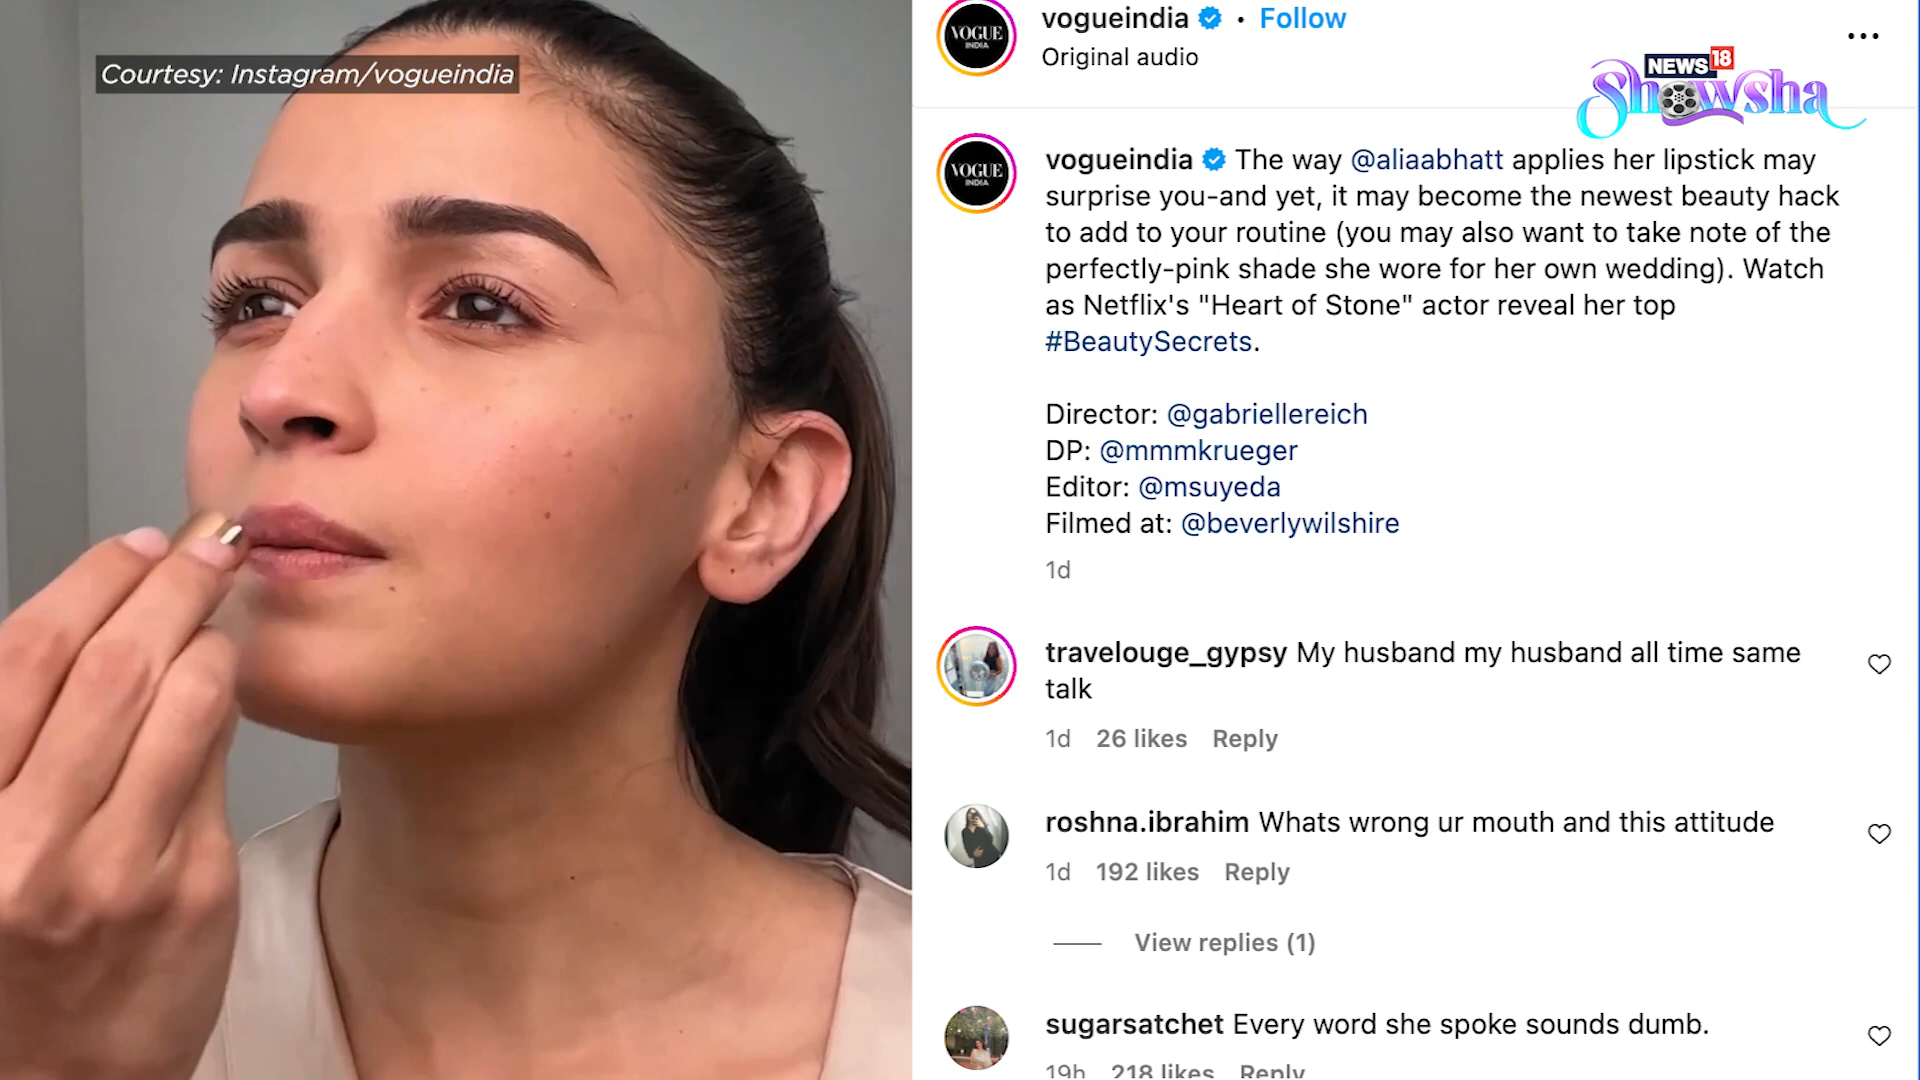 Courtesy: Instagram/vogueindia
VOGUE
INDIA
vogueindia • Follow
Original audio
NEWS18
Showsha
VOGUE
INDIA
vogueindia The way @aliaabhatt applies her lipstick may
surprise you-and yet, it may become the newest beauty hack
to add to your routine (you may also want to take note of the
perfectly-pink shade she wore for her own wedding). Watch
as Netflix's "Heart of Stone" actor reveal her top
#BeautySecrets.
Director: @gabriellereich
DP: @mmmkrueger
Editor: @msuyeda
Filmed at: @beverlywilshire
1d
travelouge_gypsy My husband my husband all time same
talk
1d 26 likes Reply
roshna.ibrahim Whats wrong ur mouth and this attitude
1d 192 likes Reply
View replies (1)
sugarsatchet Every word she spoke sounds dumb.
19h 218 likes Reply